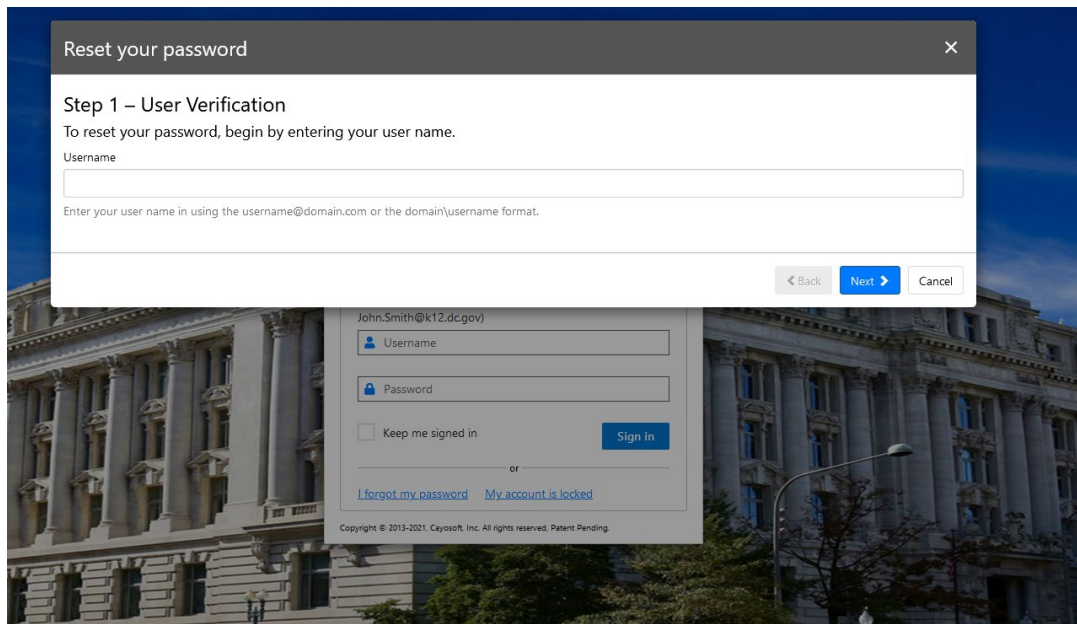 Reset your password
Step 1 – User Verification
To reset your password, begin by entering your user name.
Username
Enter your user name in using the username@domain.com or the domain\username format.
Back
Next
Cancel
John.Smith@k12.dc.gov)
Username
Password
Keep me signed in
Sign in
or
I forgot my password My account is locked
Copyright © 2013-2021, Cayosoft, Inc. All rights reserved, Patent Pending.